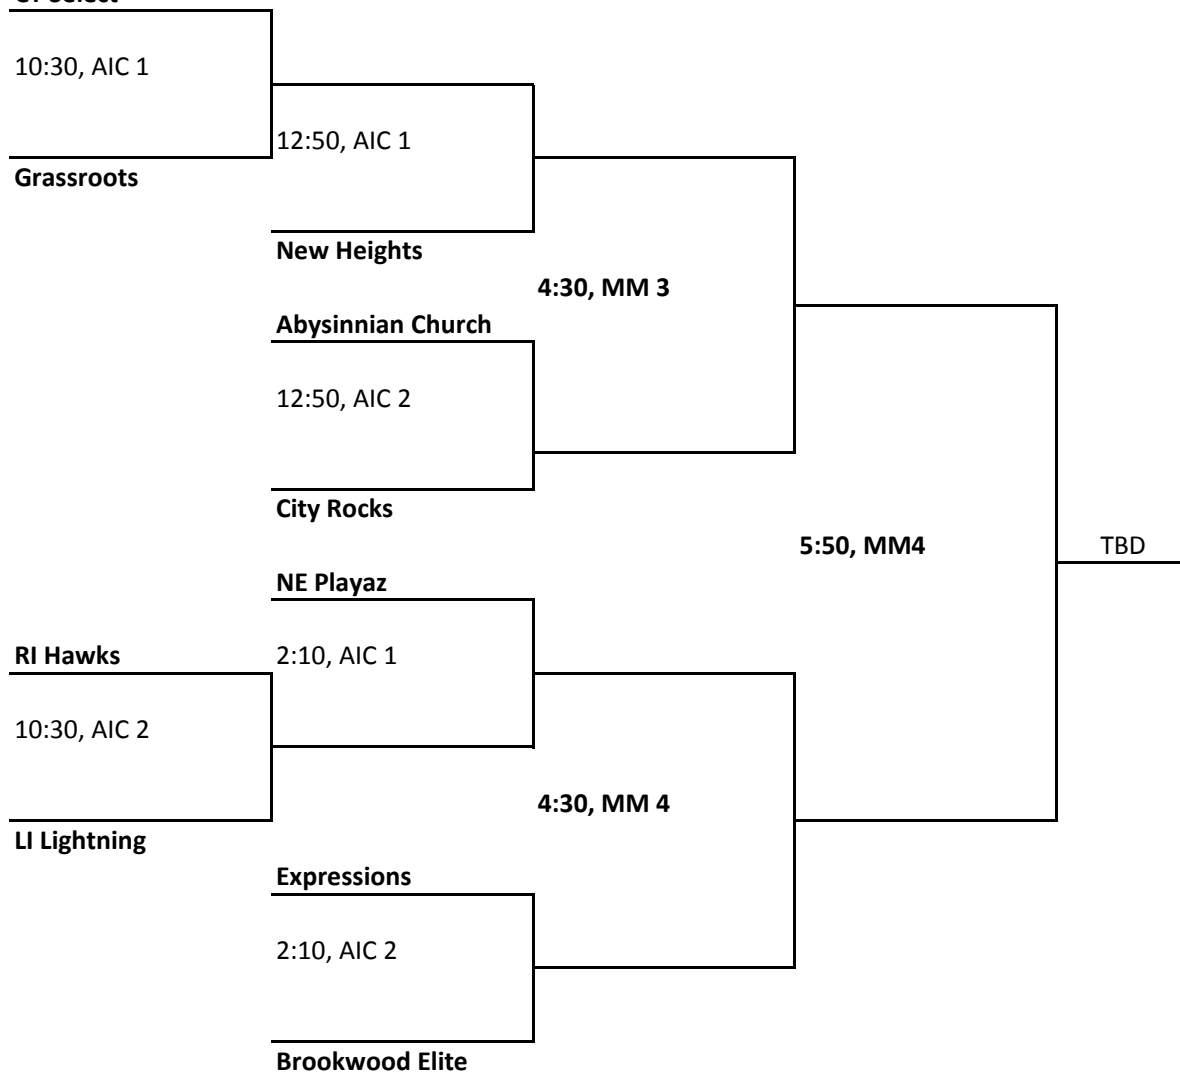 10:30, AIC 1
12:50, AIC 1
Grassroots
New Heights
4:30, MM 3
Abysinnian Church
12:50, AIC 2
City Rocks
5:50, MM4
TBD
NE Playaz
RI Hawks
2:10, AIC 1
10:30, AIC 2
4:30, MM 4
LI Lightning
Expressions
2:10, AIC 2
Brookwood Elite